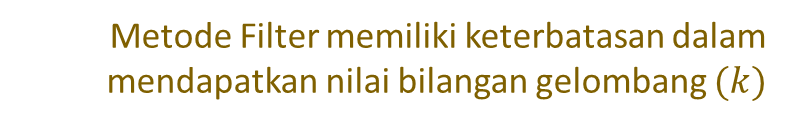 Metode Filter memiliki keterbatasan dalam
mendapatkan nilai bilangan gelombang (𝑘)